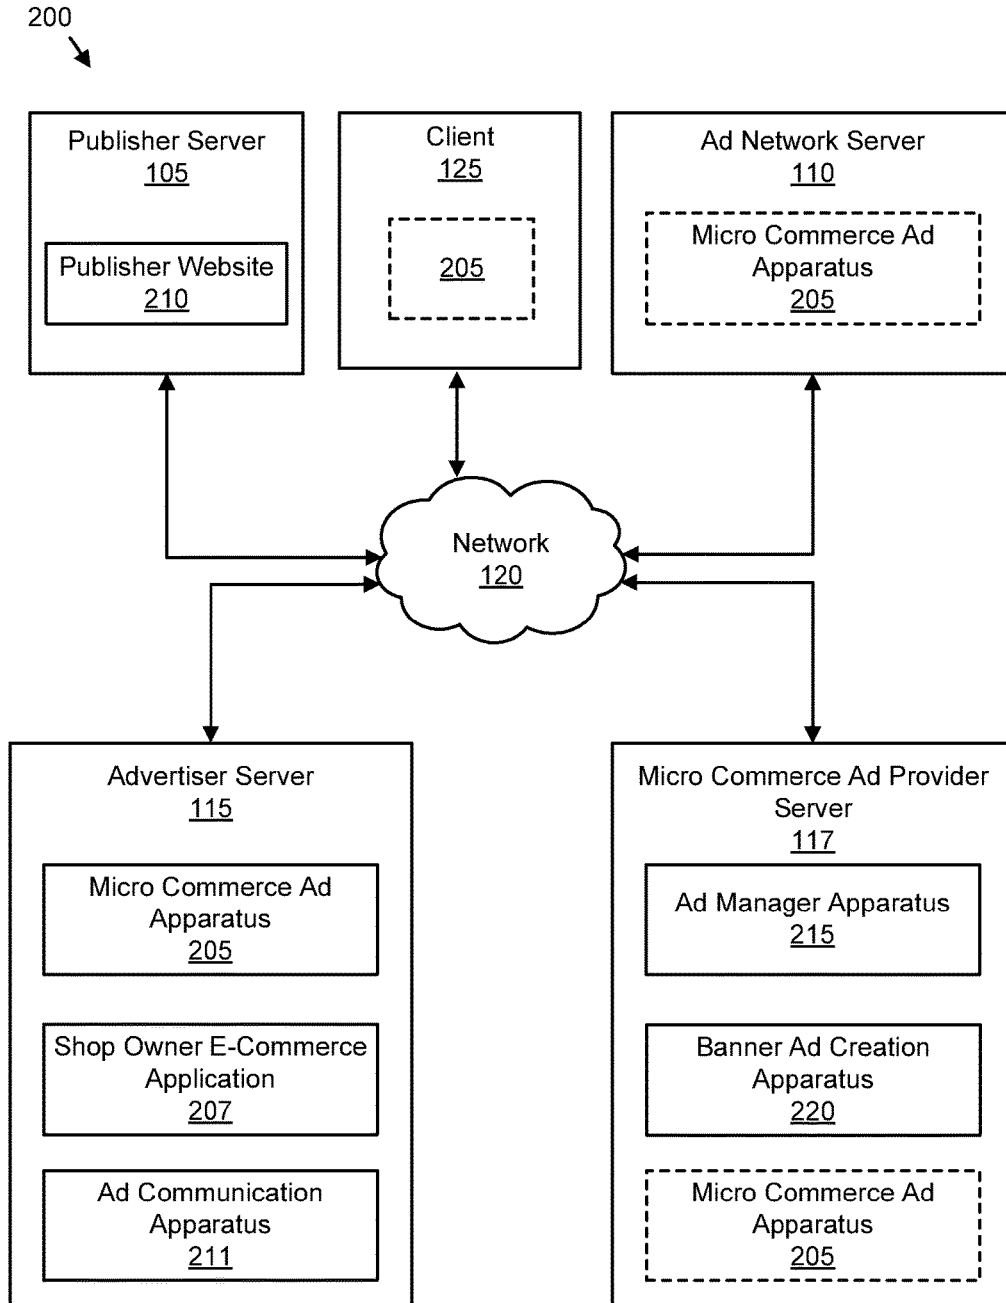 200
Publisher Server
105
Publisher Website
210
Client
125
205
Ad Network Server
110
Micro Commerce Ad
Apparatus
205
Network
120
Advertiser Server
115
Micro Commerce Ad
Apparatus
205
Shop Owner E-Commerce
Application
207
Ad Communication
Apparatus
211
Micro Commerce Ad Provider
Server
117
Ad Manager Apparatus
215
Banner Ad Creation
Apparatus
220
Micro Commerce Ad
Apparatus
205